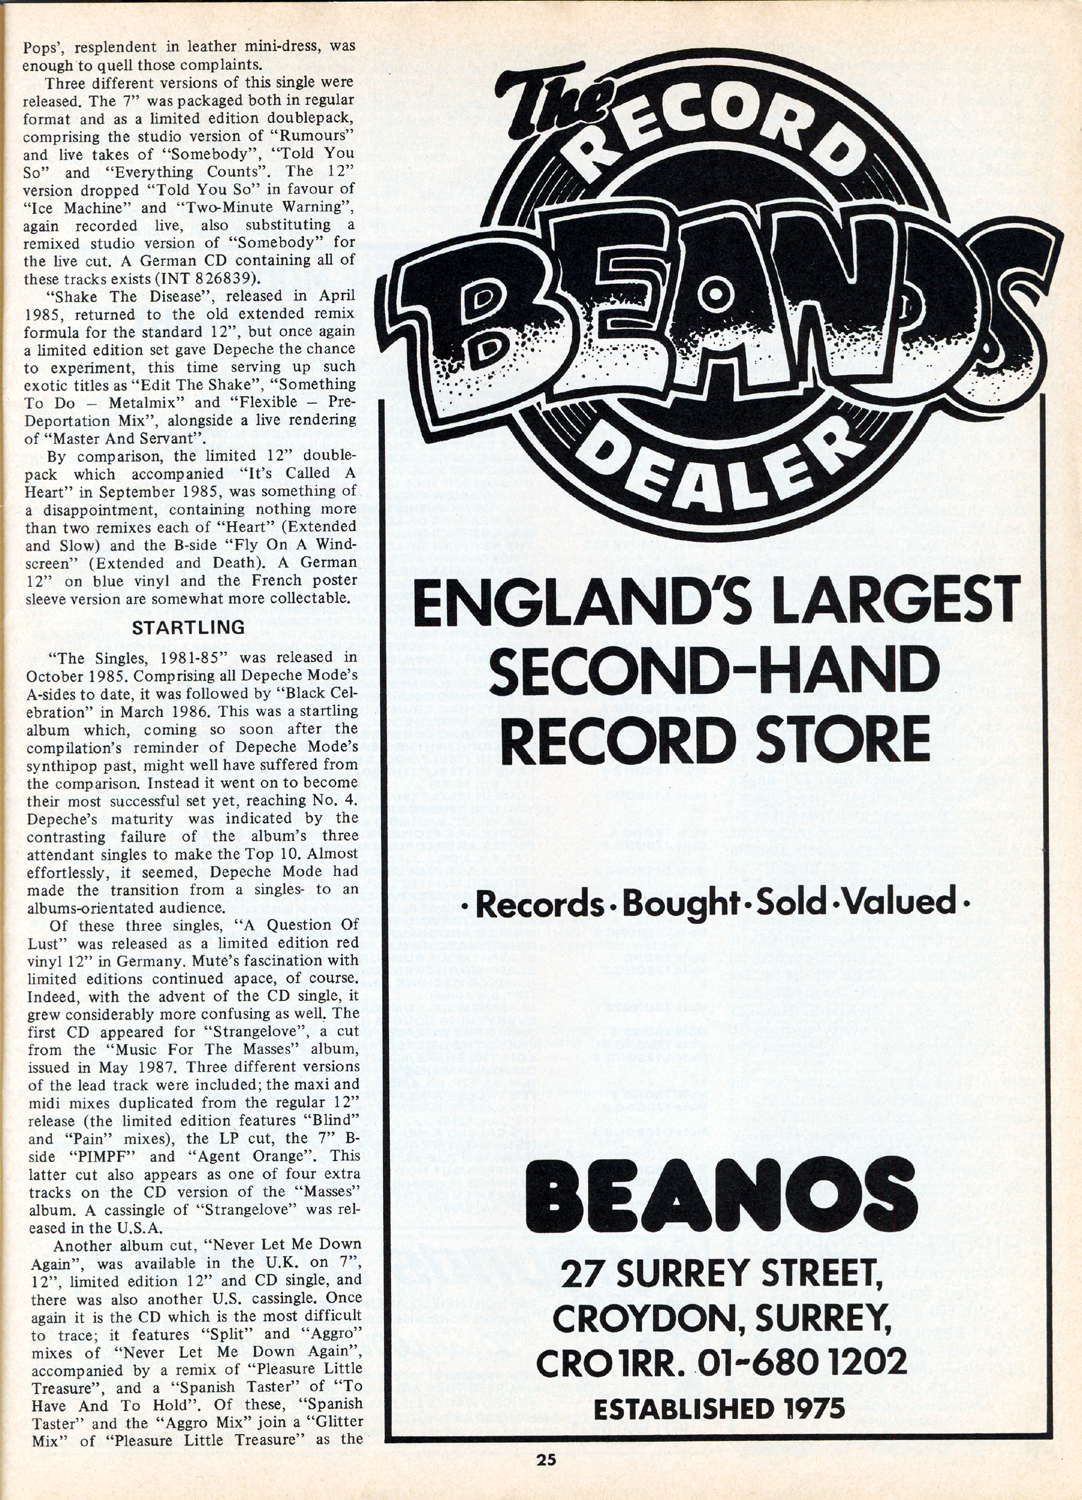 Pops', resplendent in leather mini-dress, was
enough to quell those complaints.
Three different versions of this single were
released. The 7" was packaged both in regular
format and as a limited edition doublepack,
comprising the studio version of "Rumours"
and live takes of "Somebody", "Told You
So" and "Everything Counts". The 12"
version dropped "Told You So" in favour of
"Ice Machine" and "Two-Minute Warning",
again recorded live, also substituting a
remixed studio version of "Somebody" for
the live cut. A German CD containing all of
these tracks exists (INT 826839).
"Shake The Disease", released in April
1985, returned to the old extended remix
formula for the standard 12", but once again
a limited edition set gave Depeche the chance
to experiment, this time serving up such
exotic titles as "Edit The Shake", "Something
To Do — Metalmix" and "Flexible — Pre-
Deportation Mix", alongside a live rendering
of "Master And Servant".
By comparison, the limited 12" double-
pack which accompanied "It's Called A
Heart" in September 1985, was something of
a disappointment, containing nothing more
than two remixes each of "Heart" (Extended
and Slow) and the B-side "Fly On A Wind-
screen" (Extended and Death). A German
12" on blue vinyl and the French poster
sleeve version are somewhat more collectable.
STARTLING
"The Singles, 1981-85" was released in
October 1985. Comprising all Depeche Mode's
A-sides to date, it was followed by "Black Cel-
ebration" in March 1986. This was a startling
album which, coming so soon after the
compilation's reminder of Depeche Mode's
synthipop past, might well have suffered from
the comparison. Instead it went on to become
their most successful set yet, reaching No. 4.
Depeche's maturity was indicated by the
contrasting failure of the album's three
attendant singles to make the Top 10. Almost
effortlessly, it seemed, Depeche Mode had
made the transition from a singles- to an
albums-orientated audience.
Of these three singles, "A Question Of
Lust" was released as a limited edition red
vinyl 12" in Germany. Mute's fascination with
limited editions continued apace, of course.
Indeed, with the advent of the CD single, it
grew considerably more confusing as well. The
first CD appeared for "Strangelove", a cut
from the "Music For The Masses" album,
issued in May 1987. Three different versions
of the lead track were included; the maxi and
midi mixes duplicated from the regular 12"
release (the limited edition features "Blind"
and "Pain" mixes), the LP cut, the 7" B-
side "PIMPF" and "Agent Orange". This
latter cut also appears as one of four extra
tracks on the CD version of the "Masses"
album. A cassingle of "Strangelove" was rel-
eased in the U.S.A.
Another album cut, "Never Let Me Down
Again", was available in the U.K. on 7",
12", limited edition 12" and CD single, and
there was also another U.S. cassingle. Once
again it is the CD which is the most difficult
to trace; it features "Split" and "Aggro"
mixes of "Never Let Me Down Again",
accompanied by a remix of "Pleasure Little
Treasure", and a "Spanish Taster" of "To
Have And To Hold". Of these, "Spanish
Taster" and the "Aggro Mix" join a "Glitter
Mix" of "Pleasure Little Treasure" as the
The
RECORD
BEANOS
DEALER
ENGLAND'S LARGEST
SECOND-HAND
RECORD STORE
· Records · Bought · Sold · Valued ·
BEANOS
27 SURREY STREET,
CROYDON, SURREY,
CRO 1RR. 01-680 1202
ESTABLISHED 1975
25